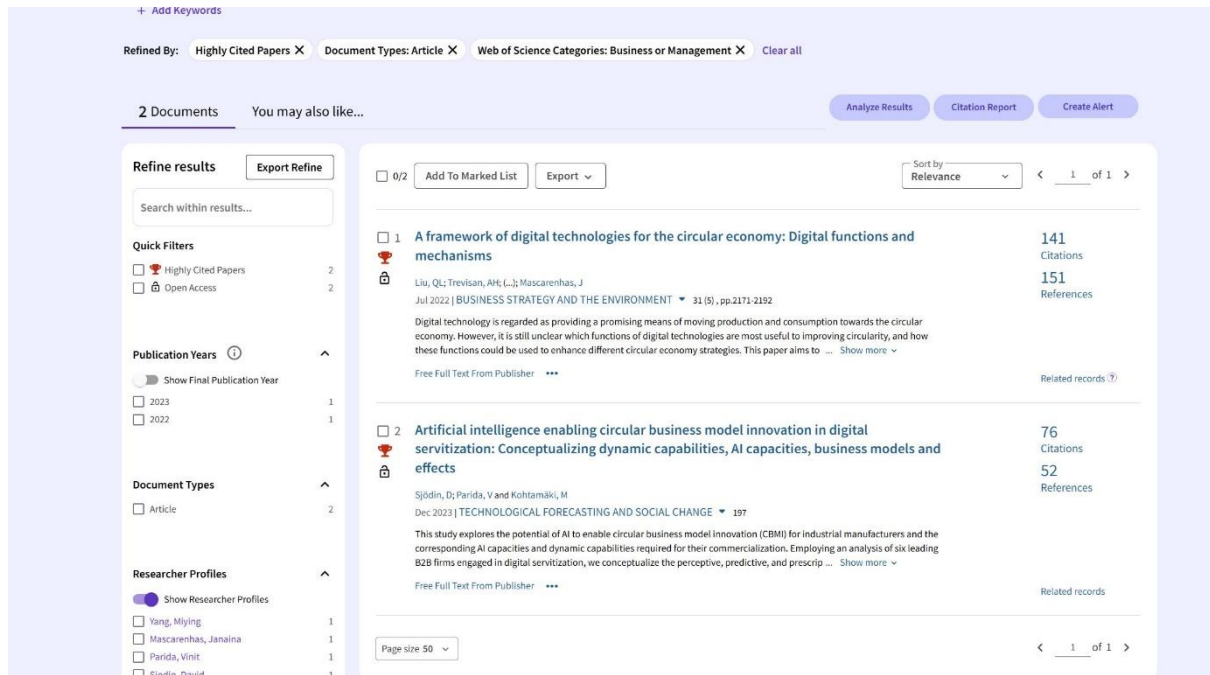 + Add Keywords
Refined By: Highly Cited Papers X Document Types: Article X Web of Science Categories: Business or Management X Clear all
2 Documents You may also like...
Analyze Results Citation Report Create Alert
Refine results Export Refine
Search within results...
Quick Filters
Highly Cited Papers 2
Open Access 2
Publication Years
Show Final Publication Year
2023 1
2022 1
Document Types
Article 2
Researcher Profiles
Show Researcher Profiles
Yang, Miying 1
Mascarenhas, Janaina 1
Parida, Vinit 1
Sjodin, David 1
0/2 Add To Marked List Export
Sort by
Relevance
1 of 1
1 A framework of digital technologies for the circular economy: Digital functions and
mechanisms
Liu, QL; Trevisan, AH; (...); Mascarenhas, J
Jul 2022 | BUSINESS STRATEGY AND THE ENVIRONMENT 31 (5) , pp.2171-2192
Digital technology is regarded as providing a promising means of moving production and consumption towards the circular
economy. However, it is still unclear which functions of digital technologies are most useful to improving circularity, and how
these functions could be used to enhance different circular economy strategies. This paper aims to ... Show more
Free Full Text From Publisher •••
141
Citations
151
References
Related records ?
2 Artificial intelligence enabling circular business model innovation in digital
servitization: Conceptualizing dynamic capabilities, AI capacities, business models and
effects
Sjödin, D; Parida, V and Kohtamäki, M
Dec 2023 | TECHNOLOGICAL FORECASTING AND SOCIAL CHANGE 197
This study explores the potential of AI to enable circular business model innovation (CBMI) for industrial manufacturers and the
corresponding AI capacities and dynamic capabilities required for their commercialization. Employing an analysis of six leading
B2B firms engaged in digital servitization, we conceptualize the perceptive, predictive, and prescrip ... Show more
Free Full Text From Publisher •••
76
Citations
52
References
Related records
Page size 50
1 of 1